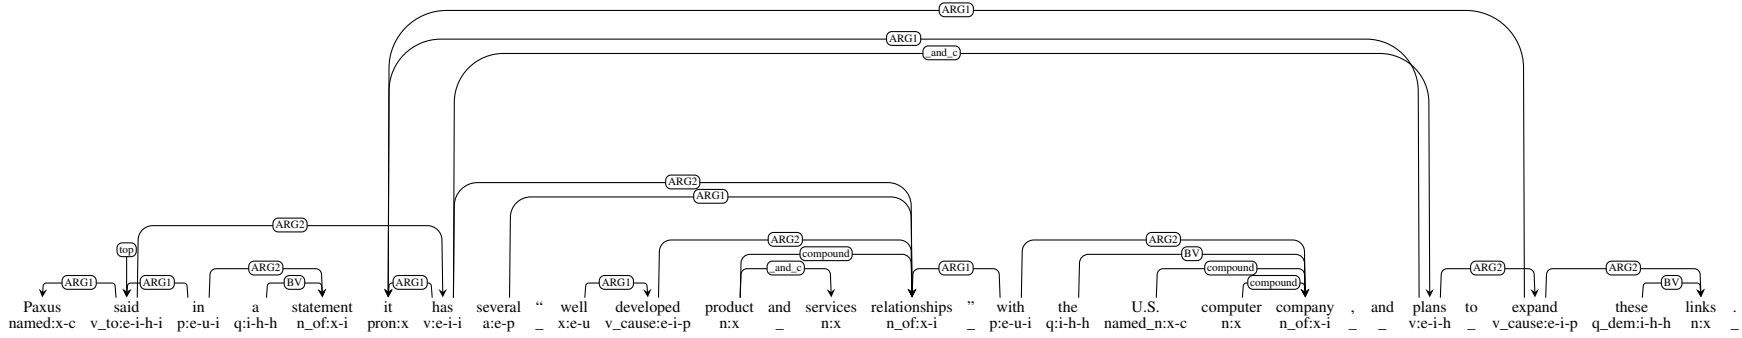 ARG1
ARG1
_and_c
ARG2
ARG1
ARG2
top ARG2 compound ARG2 BV
ARG1 ARG1 ARG2 BV ARG1 ARG1 _and_c ARG1 compound compound ARG2 ARG2 BV
Paxus said in a statement it has several “ well developed product and services relationships ” with the U.S. computer company , and plans to expand these links .
named:x-c v_to:e-i-h-i p:e-u-i q:i-h-h n_of:x-i pron:x v:e-i-i a:e-p _ x:e-u v_cause:e-i-p n:x _ n:x n_of:x-i _ p:e-u-i q:i-h-h named_n:x-c n:x n_of:x-i _ _ v:e-i-h _ v_cause:e-i-p q_dem:i-h-h n:x _